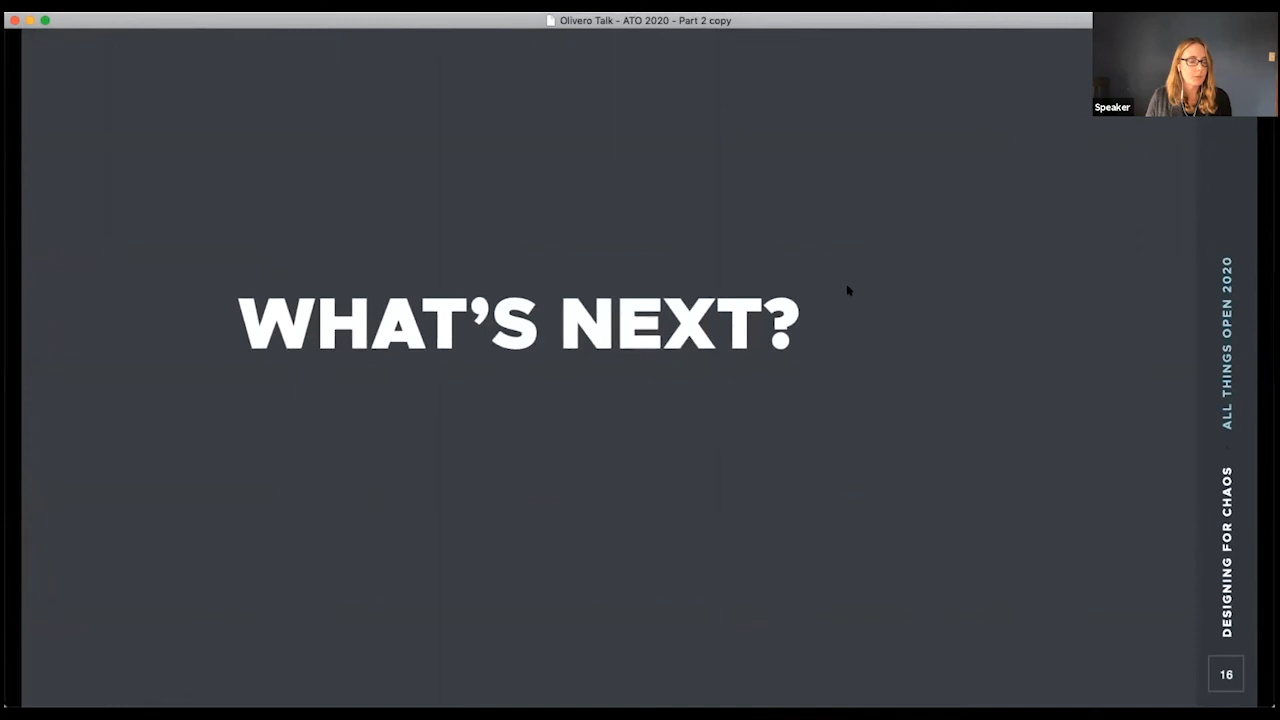 Olivero Talk - ATO 2020 - Part 2 copy
Speaker
WHAT'S NEXT?
ALL THINGS OPEN 2020
DESIGNING FOR CHAOS
16